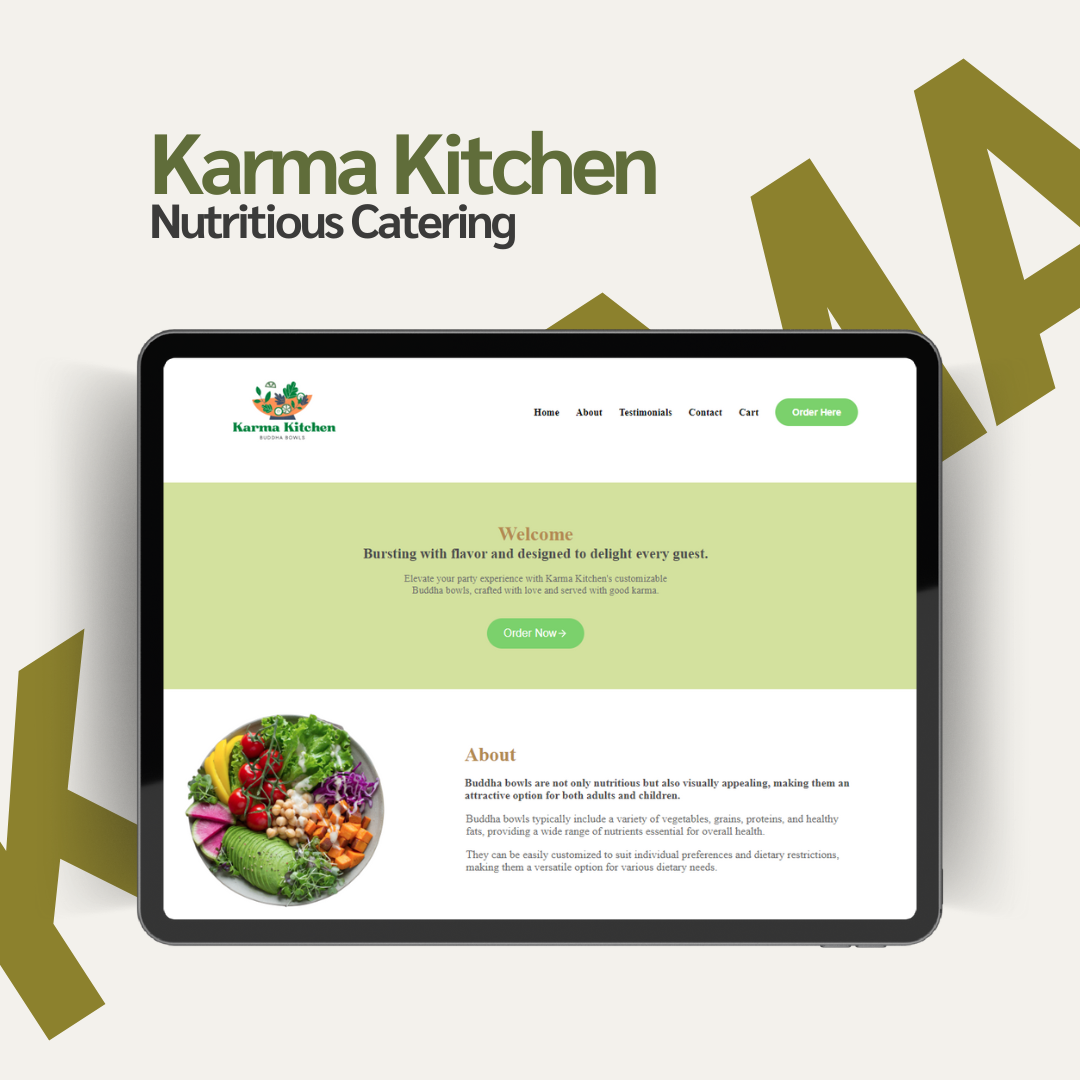 Karma Kitchen
Nutritious Catering
KARMA
Karma Kitchen
BUDDHA BOWLS
Home About Testimonials Contact Cart Order Here
Welcome
Bursting with flavor and designed to delight every guest.
Elevate your party experience with Karma Kitchen's customizable
Buddha bowls, crafted with love and served with good karma.
Order Now→
About
Buddha bowls are not only nutritious but also visually appealing, making them an
attractive option for both adults and children.
Buddha bowls typically include a variety of vegetables, grains, proteins, and healthy
fats, providing a wide range of nutrients essential for overall health.
They can be easily customized to suit individual preferences and dietary restrictions,
making them a versatile option for various dietary needs.